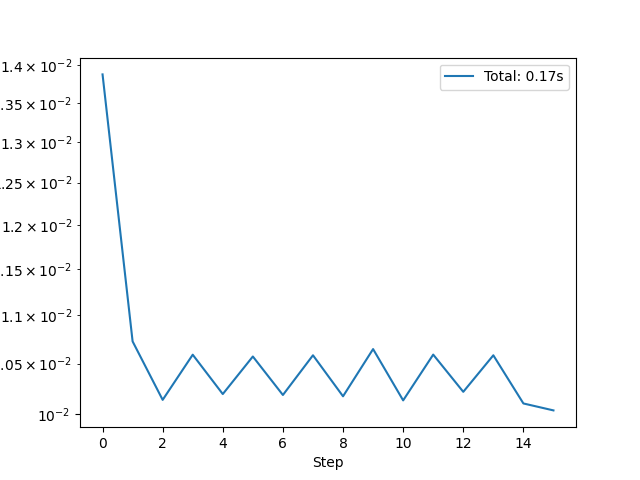 1.4 × 10⁻²
.35 × 10⁻²
1.3 × 10⁻²
.25 × 10⁻²
1.2 × 10⁻²
.15 × 10⁻²
1.1 × 10⁻²
.05 × 10⁻²
10⁻²
Total: 0.17s
0 2 4 6 8 10 12 14
Step